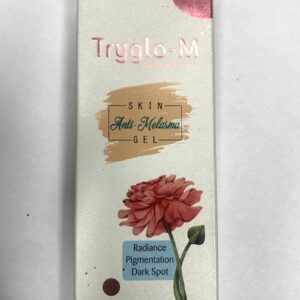 Tryglo-M
SKIN
Anti-Melasma
GEL
Radiance
Pigmentation
Dark Spot